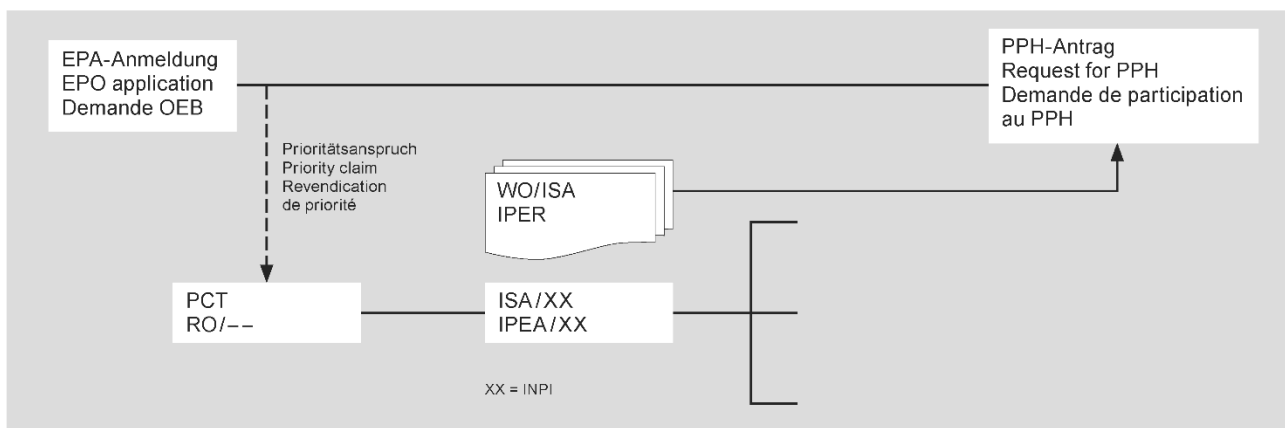 EPA-Anmeldung
EPO application
Demande OEB
PPH-Antrag
Request for PPH
Demande de participation
au PPH
Prioritätsanspruch
Priority claim
Revendication
de priorité
WO/ISA
IPER
PCT
RO/−−
ISA/XX
IPEA/XX
XX = INPI